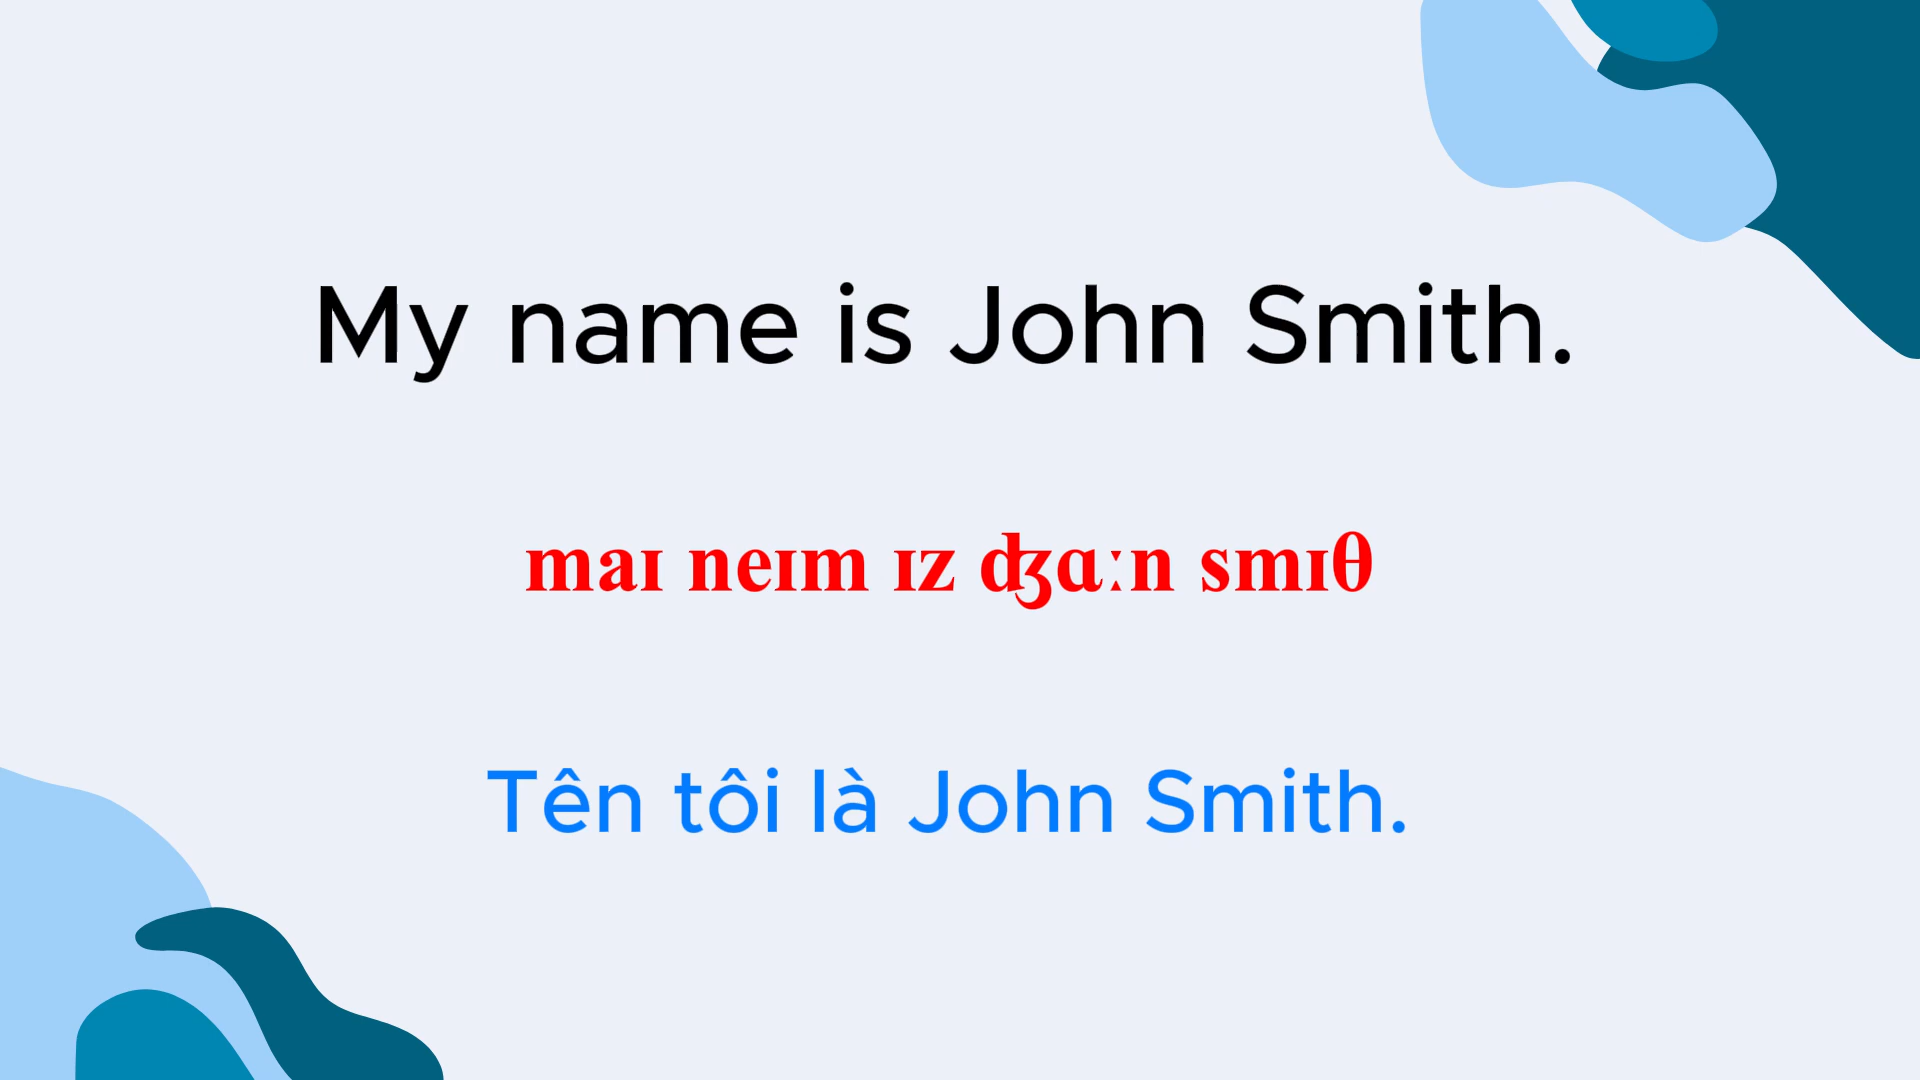 My name is John Smith.
maɪ neɪm ɪz ʤɑːn smɪθ
Tên tôi là John Smith.